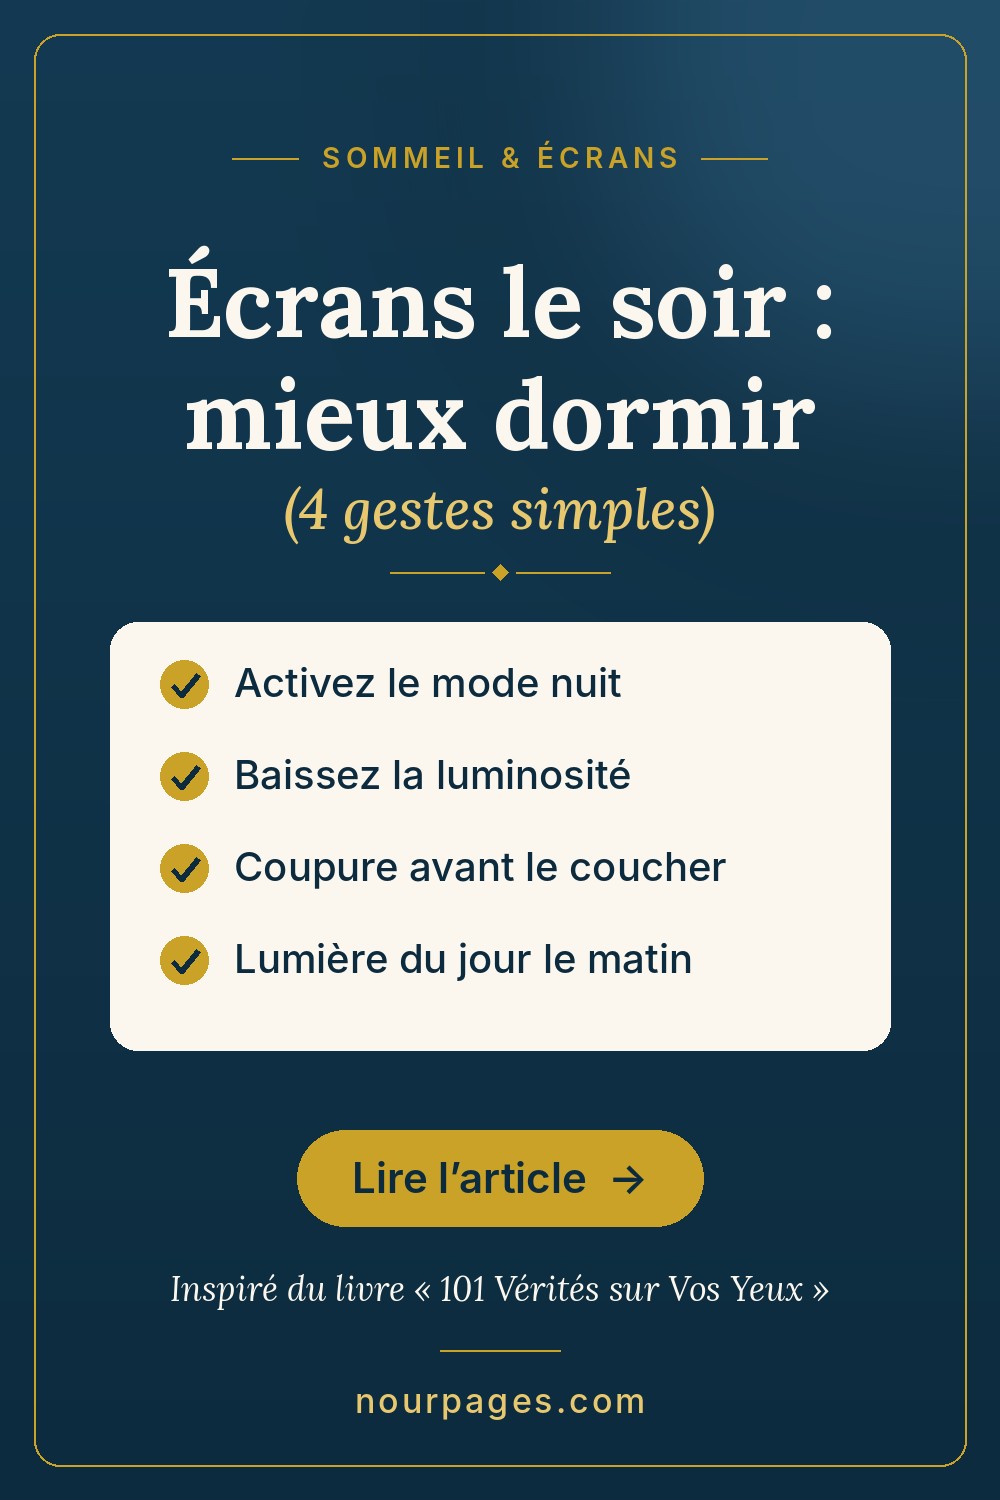 SOMMEIL & ÉCRANS
Écrans le soir :
mieux dormir
(4 gestes simples)
Activez le mode nuit
Baissez la luminosité
Coupure avant le coucher
Lumière du jour le matin
Lire l’article →
Inspiré du livre « 101 Vérités sur Vos Yeux »
nourpages.com